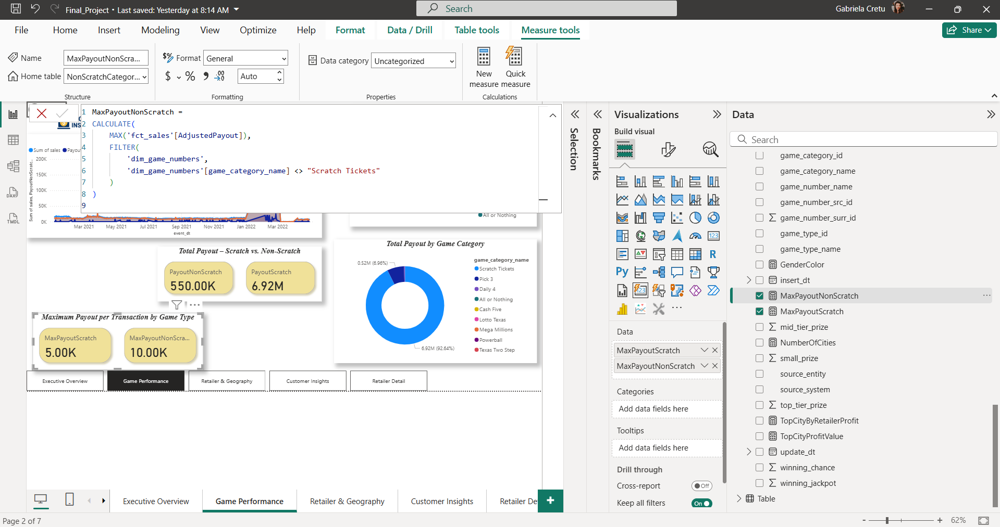 Final_Project • Last saved: Yesterday at 8:14 AM
Search
Gabriela Cretu
File
Home
Insert
Modeling
View
Optimize
Help
Format
Data / Drill
Table tools
Measure tools
Share
Name
MaxPayoutNonScra...
Home table
NonScratchCategor...
Structure
$% Format
General
$ % 9 .00
Auto
Formatting
Data category
Uncategorized
Properties
New measure
Quick measure
Calculations
1 MaxPayoutNonScratch =
2 CALCULATE(
3 MAX('fct_sales'[AdjustedPayout]),
4 FILTER(
5 'dim_game_numbers',
6 'dim_game_numbers'[game_category_name] <> "Scratch Tickets"
7 )
8 )
9
INS
Sum of sales
Payou
Sum of sales, PayoutNonScratc...
200K
150K
100K
50K
0K
Mar 2021
May 2021
Jul 2021
Sep 2021
Nov 2021
Jan 2022
Mar 2022
event_dt
All or Nothing
Total Payout – Scratch vs. Non-Scratch
PayoutNonScratch
550.00K
PayoutScratch
6.92M
Maximum Payout per Transaction by Game Type
MaxPayoutScratch
5.00K
MaxPayoutNonScra...
10.00K
Total Payout by Game Category
0.52M (6.96%)
6.92M (92.64%)
game_category_name
Scratch Tickets
Pick 3
Daily 4
All or Nothing
Cash Five
Lotto Texas
Mega Millions
Powerball
Texas Two Step
Executive Overview
Game Performance
Retailer & Geography
Customer Insights
Retailer Detail
DAX
TMDL
Selection
Bookmarks
Visualizations
Build visual
123
R
Py
123
Data
MaxPayoutScratch
MaxPayoutNonScratch
Categories
Add data fields here
Tooltips
Add data fields here
Drill through
Cross-report
Off
Keep all filters
On
Data
Search
game_category_id
game_category_name
game_number_name
game_number_src_id
game_number_surr_id
game_type_id
game_type_name
GenderColor
insert_dt
MaxPayoutNonScratch
MaxPayoutScratch
mid_tier_prize
NumberOfCities
small_prize
source_entity
source_system
top_tier_prize
TopCityByRetailerProfit
TopCityProfitValue
update_dt
winning_chance
winning_jackpot
Table
Executive Overview
Game Performance
Retailer & Geography
Customer Insights
Retailer De
Page 2 of 7
62%